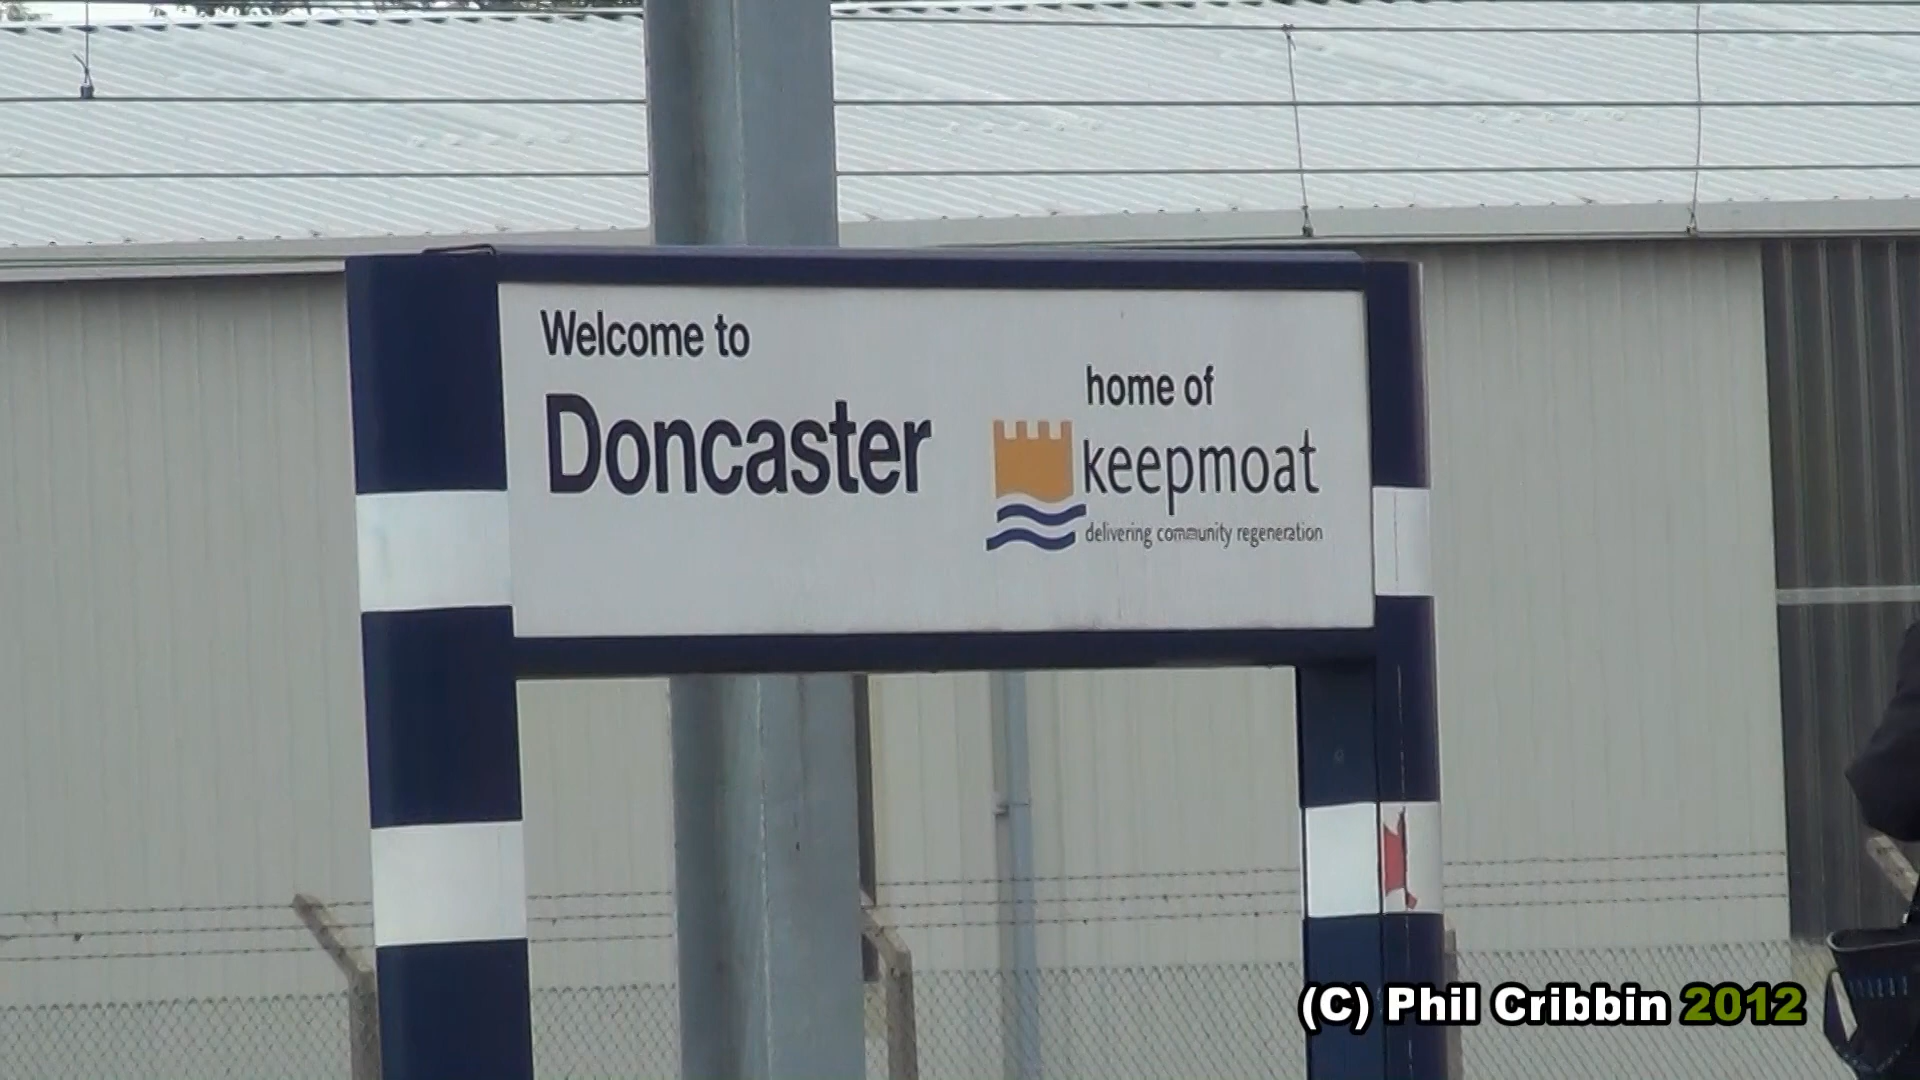 Welcome to
Doncaster
home of
keepmoat
delivering community regeneration
(C) Phil Cribbin 2012